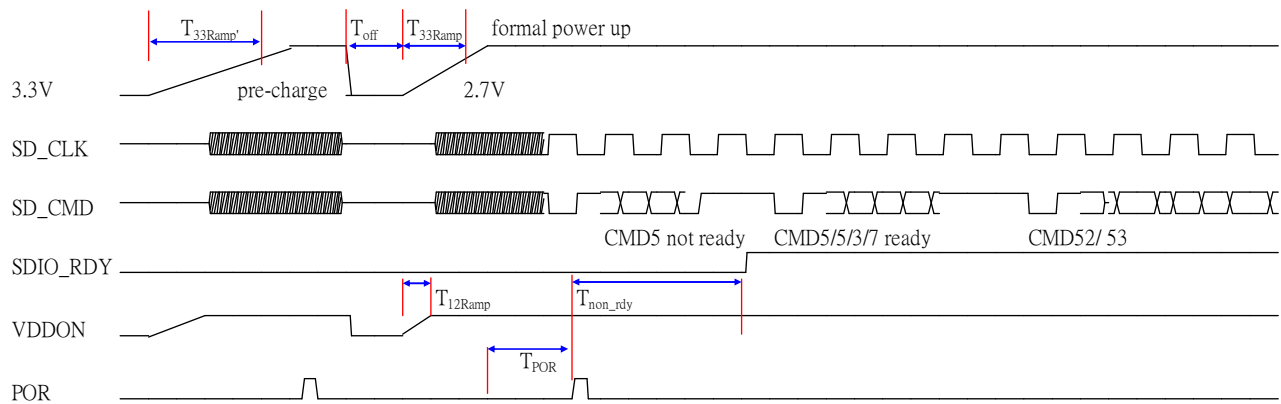 T33Ramp' Toff T33Ramp formal power up
3.3V pre-charge 2.7V
SD_CLK
SD_CMD
CMD5 not ready CMD5/5/3/7 ready CMD52/ 53
SDIO_RDY
T12Ramp Tnon_rdy
VDDON
TPOR
POR